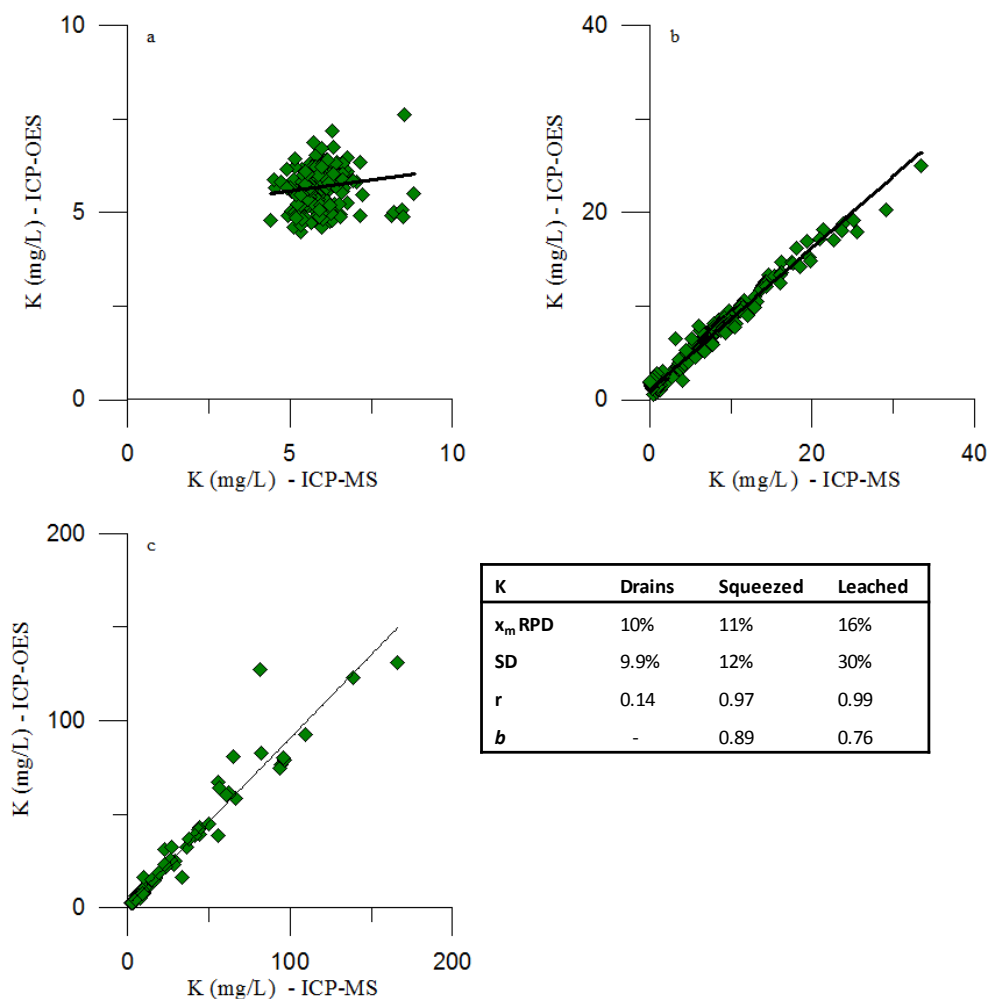 a
10
5
0
K (mg/L) - ICP-OES
0
5
10
K (mg/L) - ICP-MS
b
40
20
0
K (mg/L) - ICP-OES
0
20
40
K (mg/L) - ICP-MS
c
200
100
0
K (mg/L) - ICP-OES
0
100
200
K (mg/L) - ICP-MS
K Drains Squeezed Leached
xm RPD 10% 11% 16%
SD 9.9% 12% 30%
r 0.14 0.97 0.99
b - 0.89 0.76